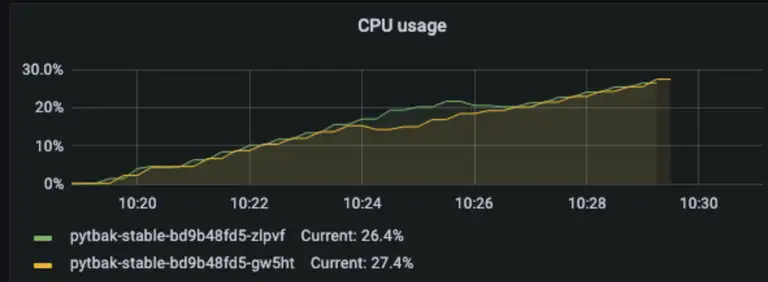 CPU usage
30.0%
20%
10%
0%
10:20 10:22 10:24 10:26 10:28 10:30
pytbak-stable-bd9b48fd5-zlpvf Current: 26.4%
pytbak-stable-bd9b48fd5-gw5ht Current: 27.4%